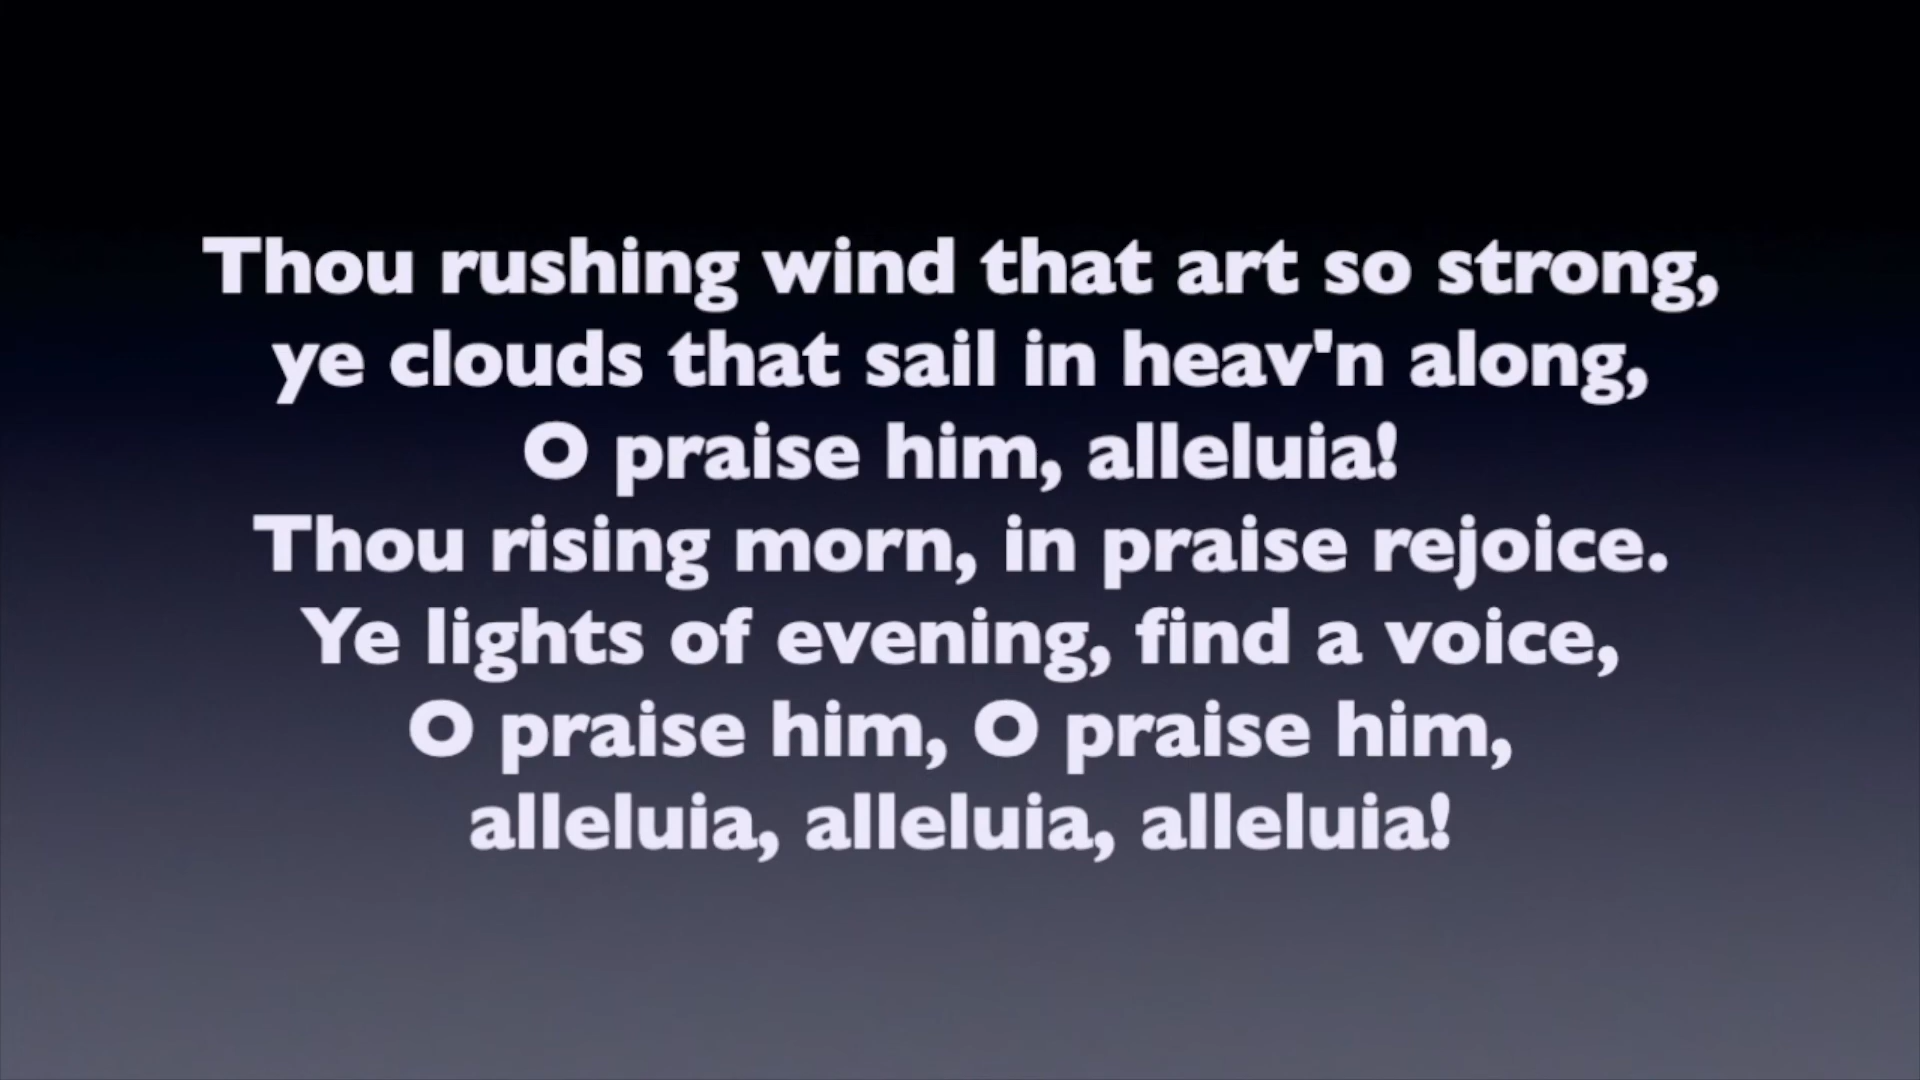 Thou rushing wind that art so strong,
ye clouds that sail in heav'n along,
O praise him, alleluia!
Thou rising morn, in praise rejoice.
Ye lights of evening, find a voice,
O praise him, O praise him,
alleluia, alleluia, alleluia!